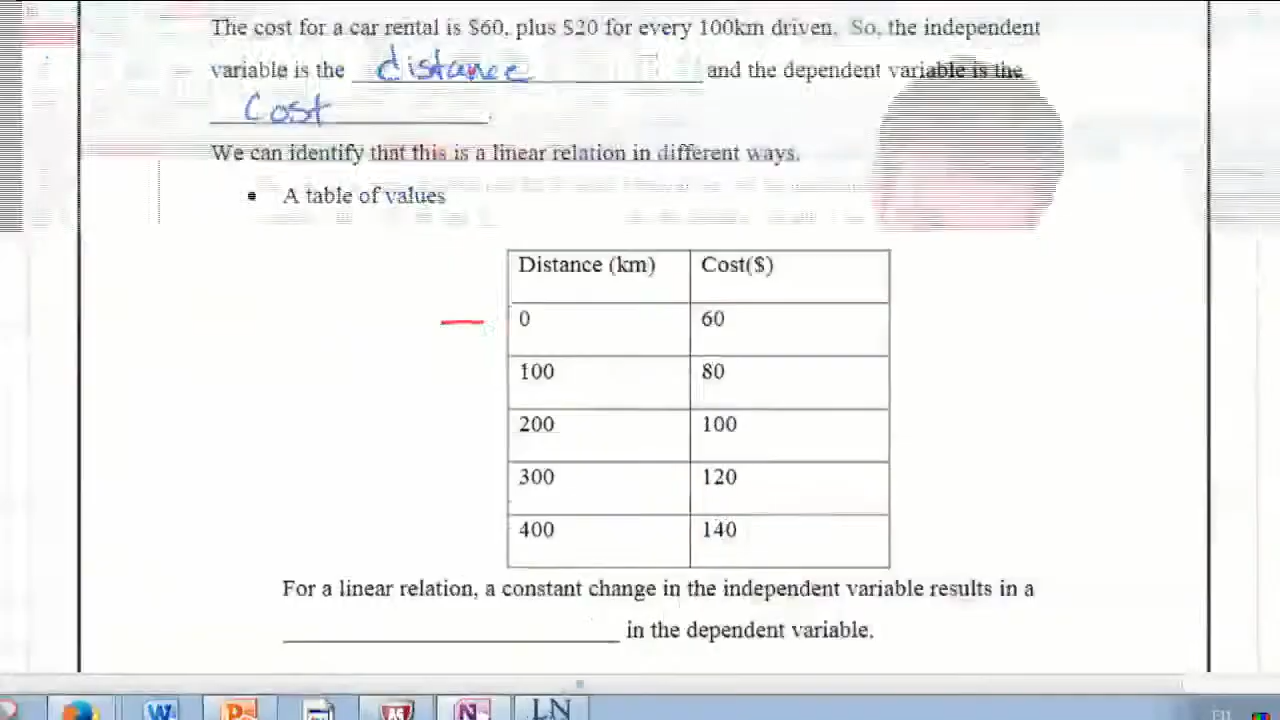 The cost for a car rental is $60, plus $20 for every 100km driven. So, the independent
variable is the distance and the dependent variable is the
Cost.
We can identify that this is a linear relation in different ways.
• A table of values
Distance (km) Cost($)
0 60
100 80
200 100
300 120
400 140
For a linear relation, a constant change in the independent variable results in a
in the dependent variable.
W P N LN